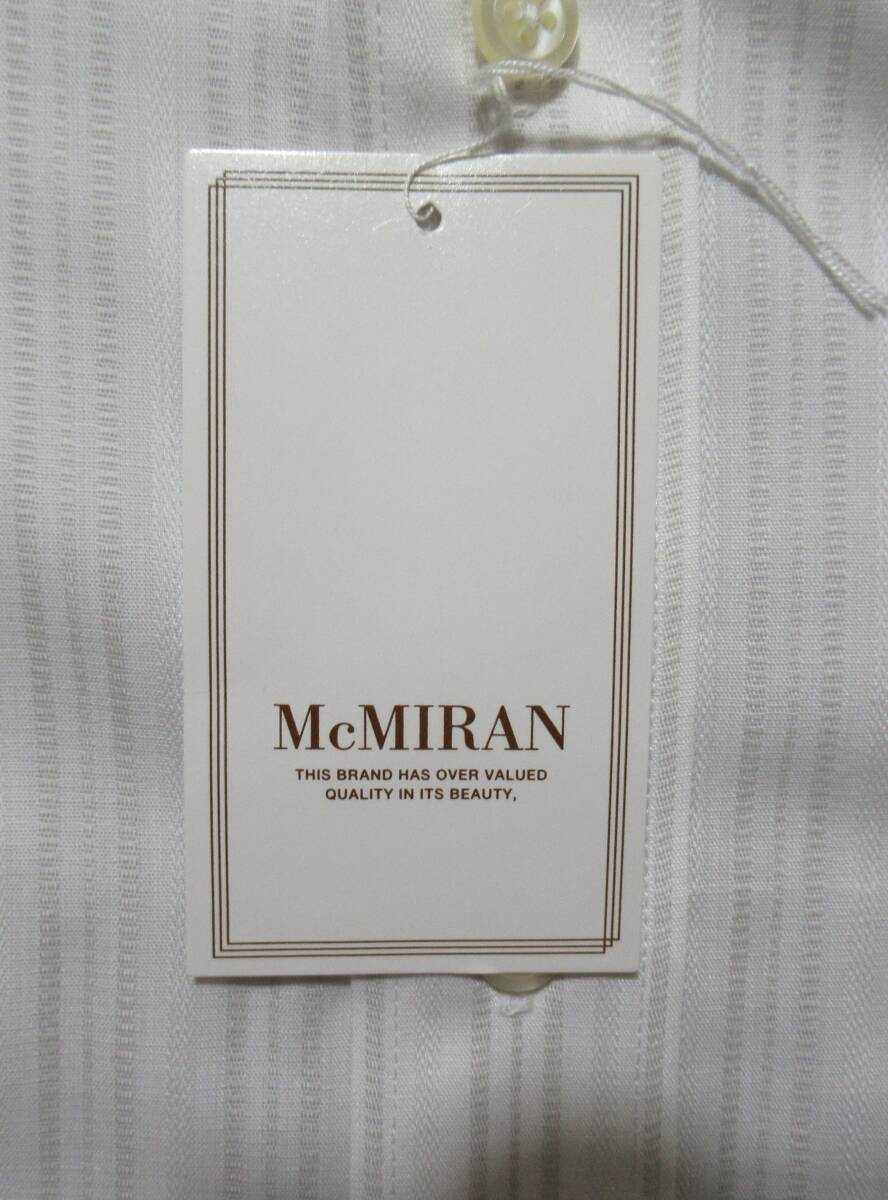 McMIRAN
THIS BRAND HAS OVER VALUED
QUALITY IN ITS BEAUTY,